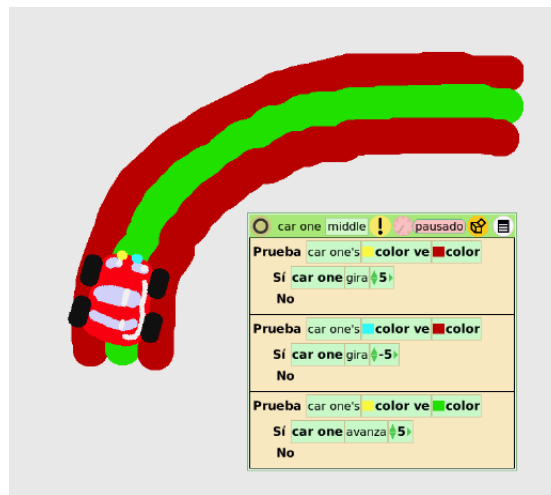 car one middle ! pausado
Prueba car one's color ve color
Sí car one gira 5
No
Prueba car one's color ve color
Sí car one gira -5
No
Prueba car one's color ve color
Sí car one avanza 5
No